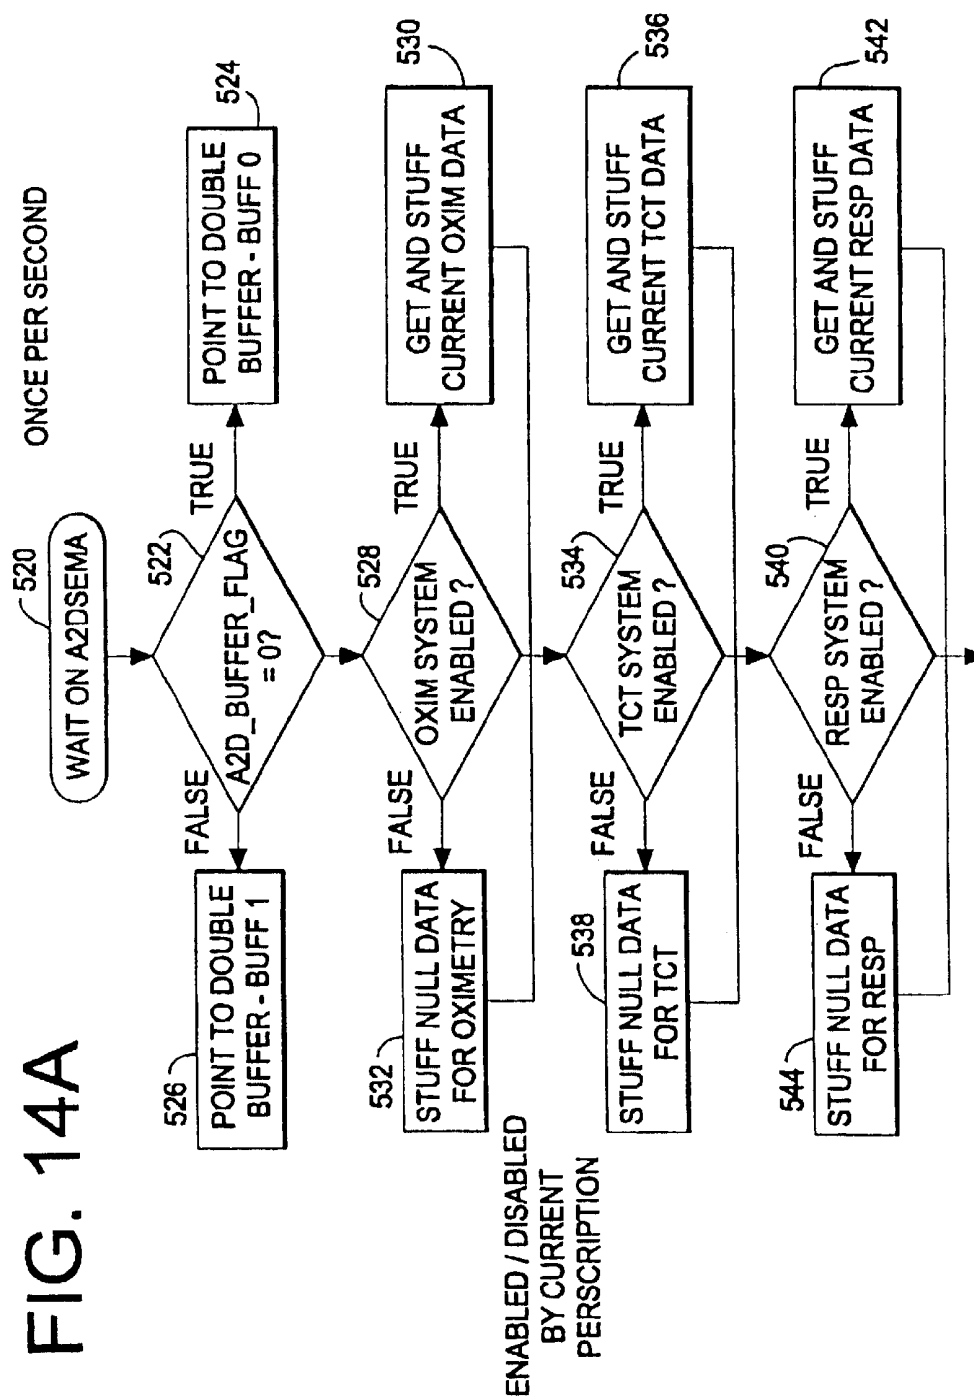 FIG. 14A
ONCE PER SECOND
520
WAIT ON A2DSEMA
522
A2D_BUFFER_FLAG
= 0?
FALSE
TRUE
526
POINT TO DOUBLE
BUFFER - BUFF 1
524
POINT TO DOUBLE
BUFFER - BUFF 0
528
OXIM SYSTEM
ENABLED?
FALSE
TRUE
532
STUFF NULL DATA
FOR OXIMETRY
530
GET AND STUFF
CURRENT OXIM DATA
ENABLED / DISABLED
BY CURRENT
PERSCRIPTION
534
TCT SYSTEM
ENABLED?
FALSE
TRUE
538
STUFF NULL DATA
FOR TCT
536
GET AND STUFF
CURRENT TCT DATA
540
RESP SYSTEM
ENABLED?
FALSE
TRUE
544
STUFF NULL DATA
FOR RESP
542
GET AND STUFF
CURRENT RESP DATA